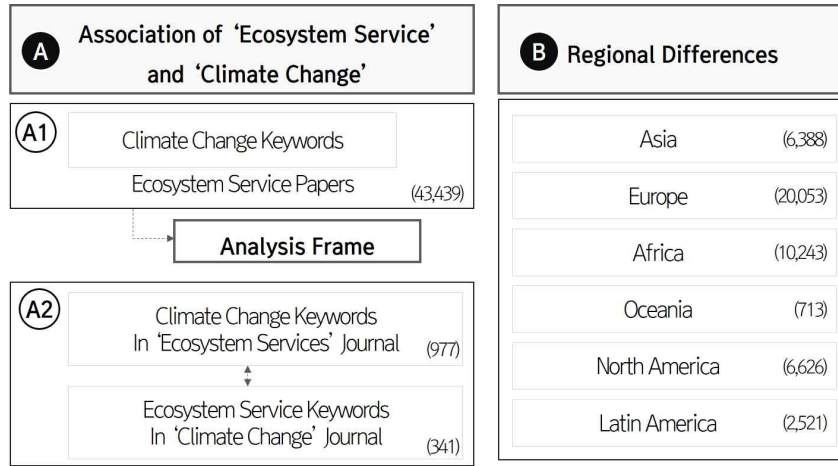 A
Association of 'Ecosystem Service'
and 'Climate Change'
A1
Climate Change Keywords
Ecosystem Service Papers (43,439)
Analysis Frame
A2
Climate Change Keywords
In 'Ecosystem Services' Journal (977)
Ecosystem Service Keywords
In 'Climate Change' Journal (341)
B Regional Differences
Asia (6,388)
Europe (20,053)
Africa (10,243)
Oceania (713)
North America (6,626)
Latin America (2,521)